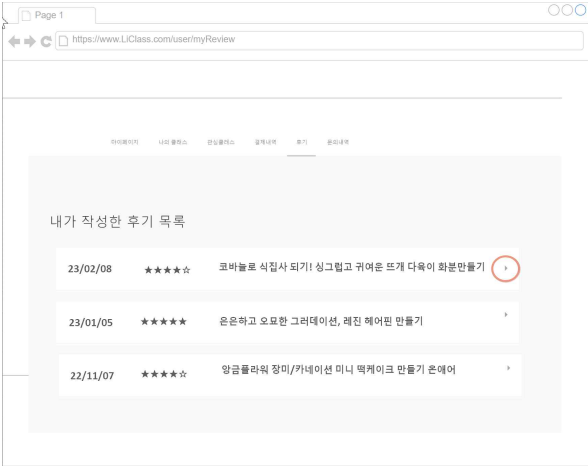 Page 1
https://www.LiClass.com/user/myReview
마이페이지 나의 클래스 관심클래스 결제내역 후기 문의내역
내가 작성한 후기 목록
23/02/08 ★★★★☆ 코바늘로 식집사 되기! 싱그럽고 귀여운 뜨개 다육이 화분만들기
23/01/05 ★★★★★ 은은하고 오묘한 그러데이션, 레진 헤어핀 만들기
22/11/07 ★★★★☆ 앙금플라워 장미/카네이션 미니 떡케이크 만들기 온애어